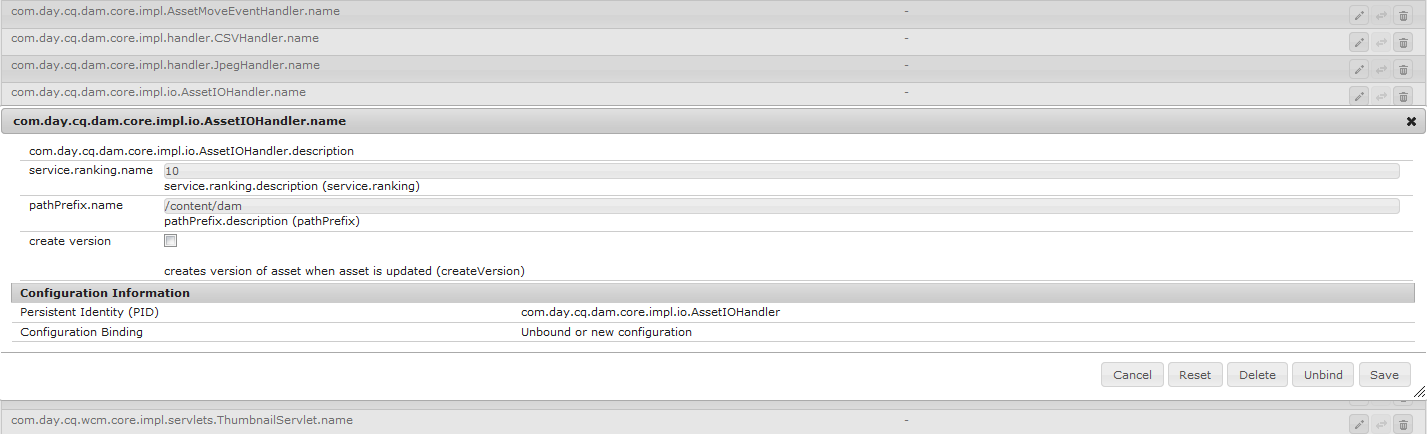 com.day.cq.dam.core.impl.AssetMoveEventHandler.name -
com.day.cq.dam.core.impl.handler.CSVHandler.name -
com.day.cq.dam.core.impl.handler.JpegHandler.name -
com.day.cq.dam.core.impl.io.AssetIOHandler.name -
com.day.cq.dam.core.impl.io.AssetIOHandler.name
com.day.cq.dam.core.impl.io.AssetIOHandler.description
service.ranking.name 10
service.ranking.description (service.ranking)
pathPrefix.name /content/dam
pathPrefix.description (pathPrefix)
create version
creates version of asset when asset is updated (createVersion)
Configuration Information
Persistent Identity (PID) com.day.cq.dam.core.impl.io.AssetIOHandler
Configuration Binding Unbound or new configuration
Cancel Reset Delete Unbind Save
com.day.cq.wcm.core.impl.servlets.ThumbnailServlet.name -